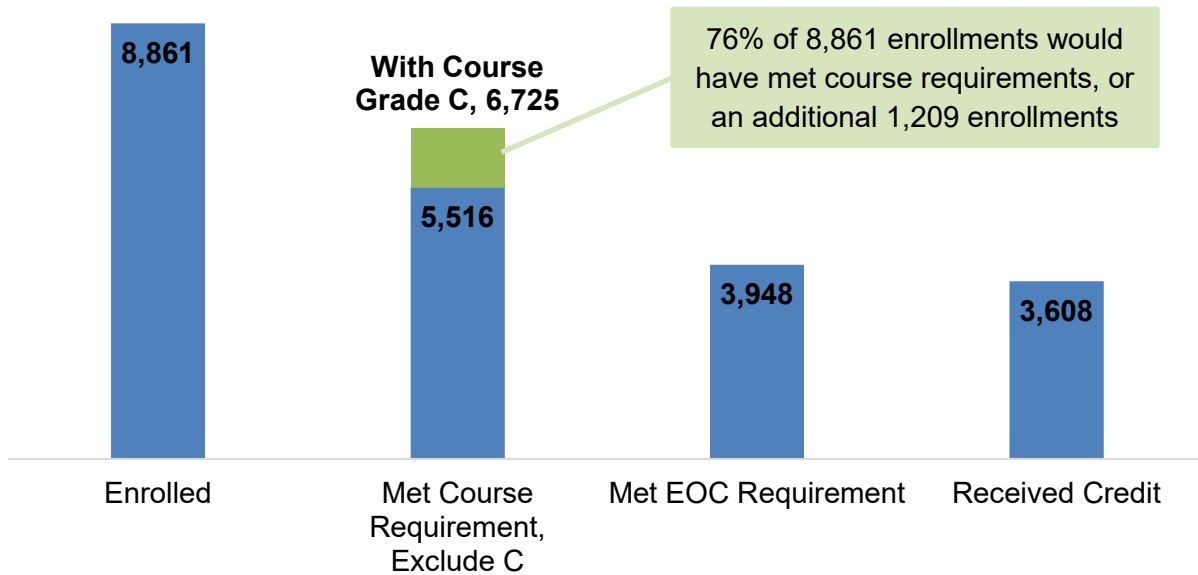 8,861
With Course
Grade C, 6,725
76% of 8,861 enrollments would
have met course requirements, or
an additional 1,209 enrollments
5,516
3,948
3,608
Enrolled
Met Course
Requirement,
Exclude C
Met EOC Requirement
Received Credit